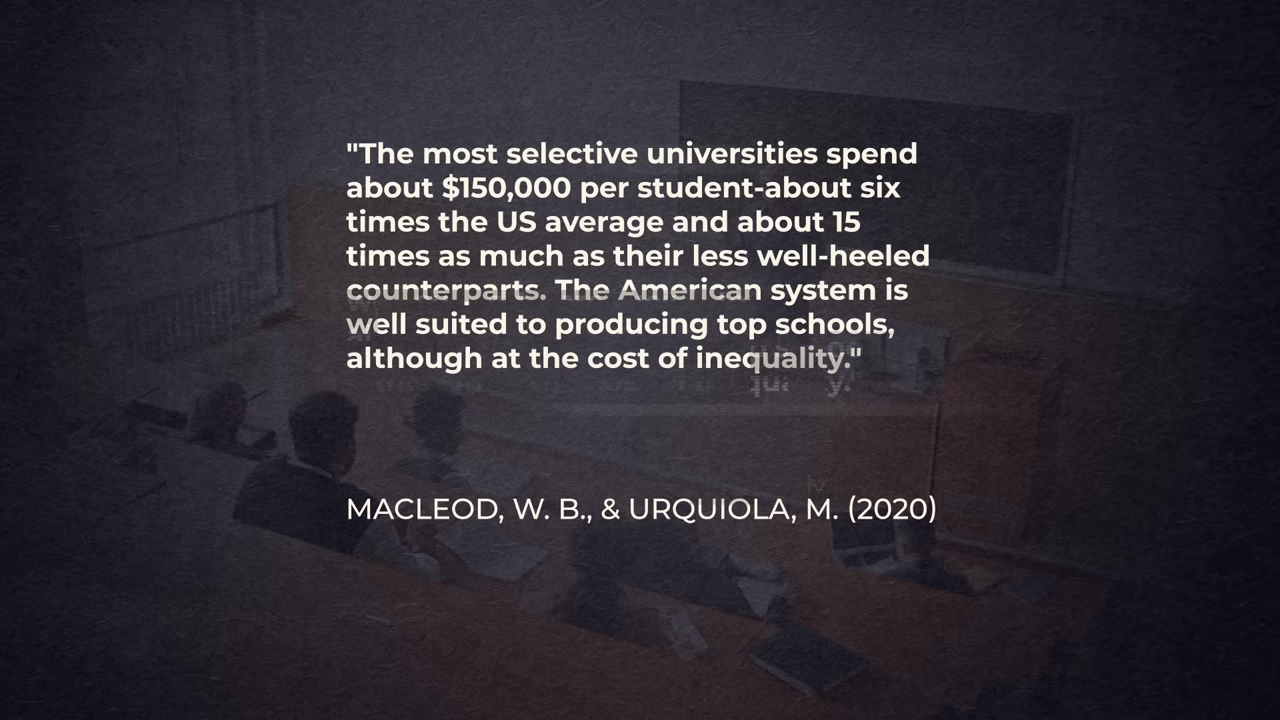 "The most selective universities spend
about $150,000 per student-about six
times the US average and about 15
times as much as their less well-heeled
counterparts. The American system is
well suited to producing top schools,
although at the cost of inequality."
MACLEOD, W. B., & URQUIOLA, M. (2020)